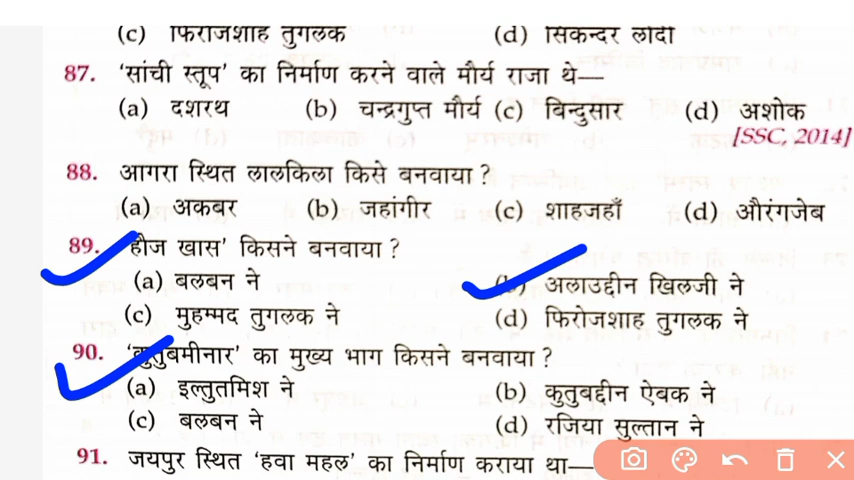 (c) फिराजशाह तुगलक (d) सिकन्दर लोदी
87. 'सांची स्तूप' का निर्माण करने वाले मौर्य राजा थे—
(a) दशरथ (b) चन्द्रगुप्त मौर्य (c) बिन्दुसार (d) अशोक
[SSC, 2014]
88. आगरा स्थित लालकिला किसे बनवाया ?
(a) अकबर (b) जहांगीर (c) शाहजहाँ (d) औरंगजेब
89. 'हौज खास' किसने बनवाया ?
(a) बलबन ने (b) अलाउद्दीन खिलजी ने
(c) मुहम्मद तुगलक ने (d) फिरोजशाह तुगलक ने
90. 'कुतुबमीनार' का मुख्य भाग किसने बनवाया ?
(a) इल्तुतमिश ने (b) कुतुबद्दीन ऐबक ने
(c) बलबन ने (d) रजिया सुल्तान ने
91. जयपुर स्थित 'हवा महल' का निर्माण कराया था—